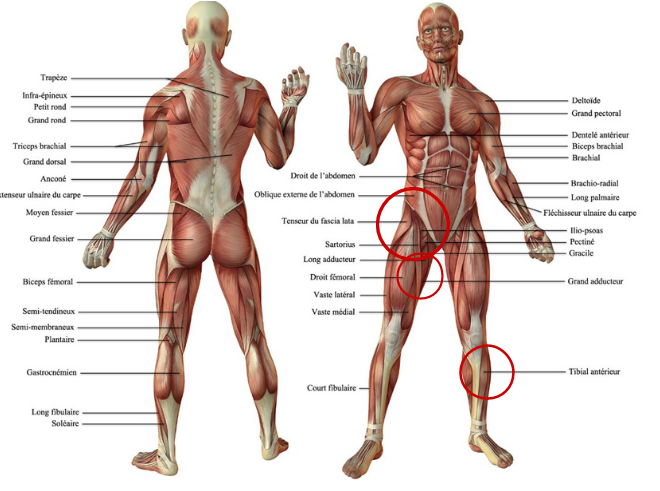 Trapèze
Infra-épineux
Petit rond
Grand rond
Triceps brachial
Grand dorsal
Anconé
xtenseur ulnaire du carpe
Moyen fessier
Grand fessier
Biceps fémoral
Semi-tendineux
Semi-membraneux
Plantaire
Gastrocnémien
Long fibulaire
Soléaire
Droit de l'abdomen
Oblique externe de l'abdomen
Tenseur du fascia lata
Sartorius
Long adducteur
Droit fémoral
Vaste latéral
Vaste médial
Court fibulaire
Deltoïde
Grand pectoral
Dentelé antérieur
Biceps brachial
Brachial
Brachio-radial
Long palmaire
Fléchisseur ulnaire du carpe
Ilio-psoas
Pectiné
Gracile
Grand adducteur
Tibial antérieur